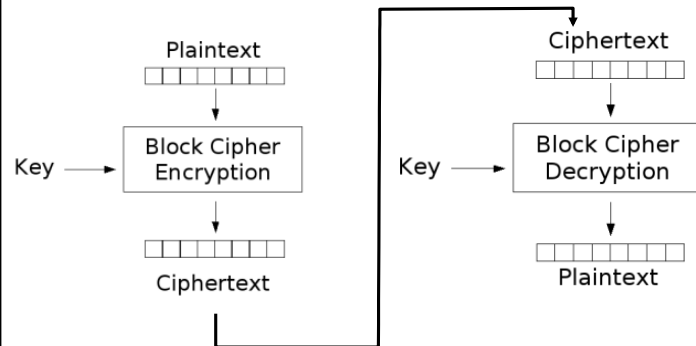 Plaintext
Key
Block Cipher
Encryption
Ciphertext
Ciphertext
Key
Block Cipher
Decryption
Plaintext